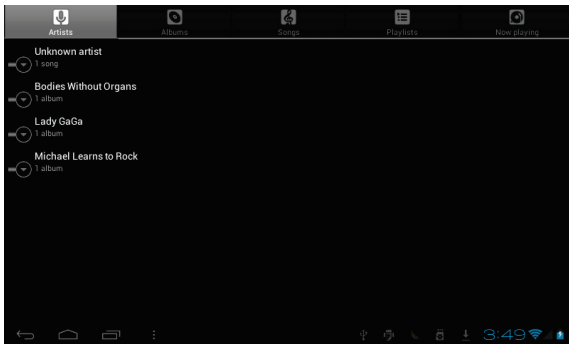 Artists
Albums
Songs
Playlists
Now playing
Unknown artist
1 song
Bodies Without Organs
1 album
Lady GaGa
1 album
Michael Learns to Rock
1 album
3:49